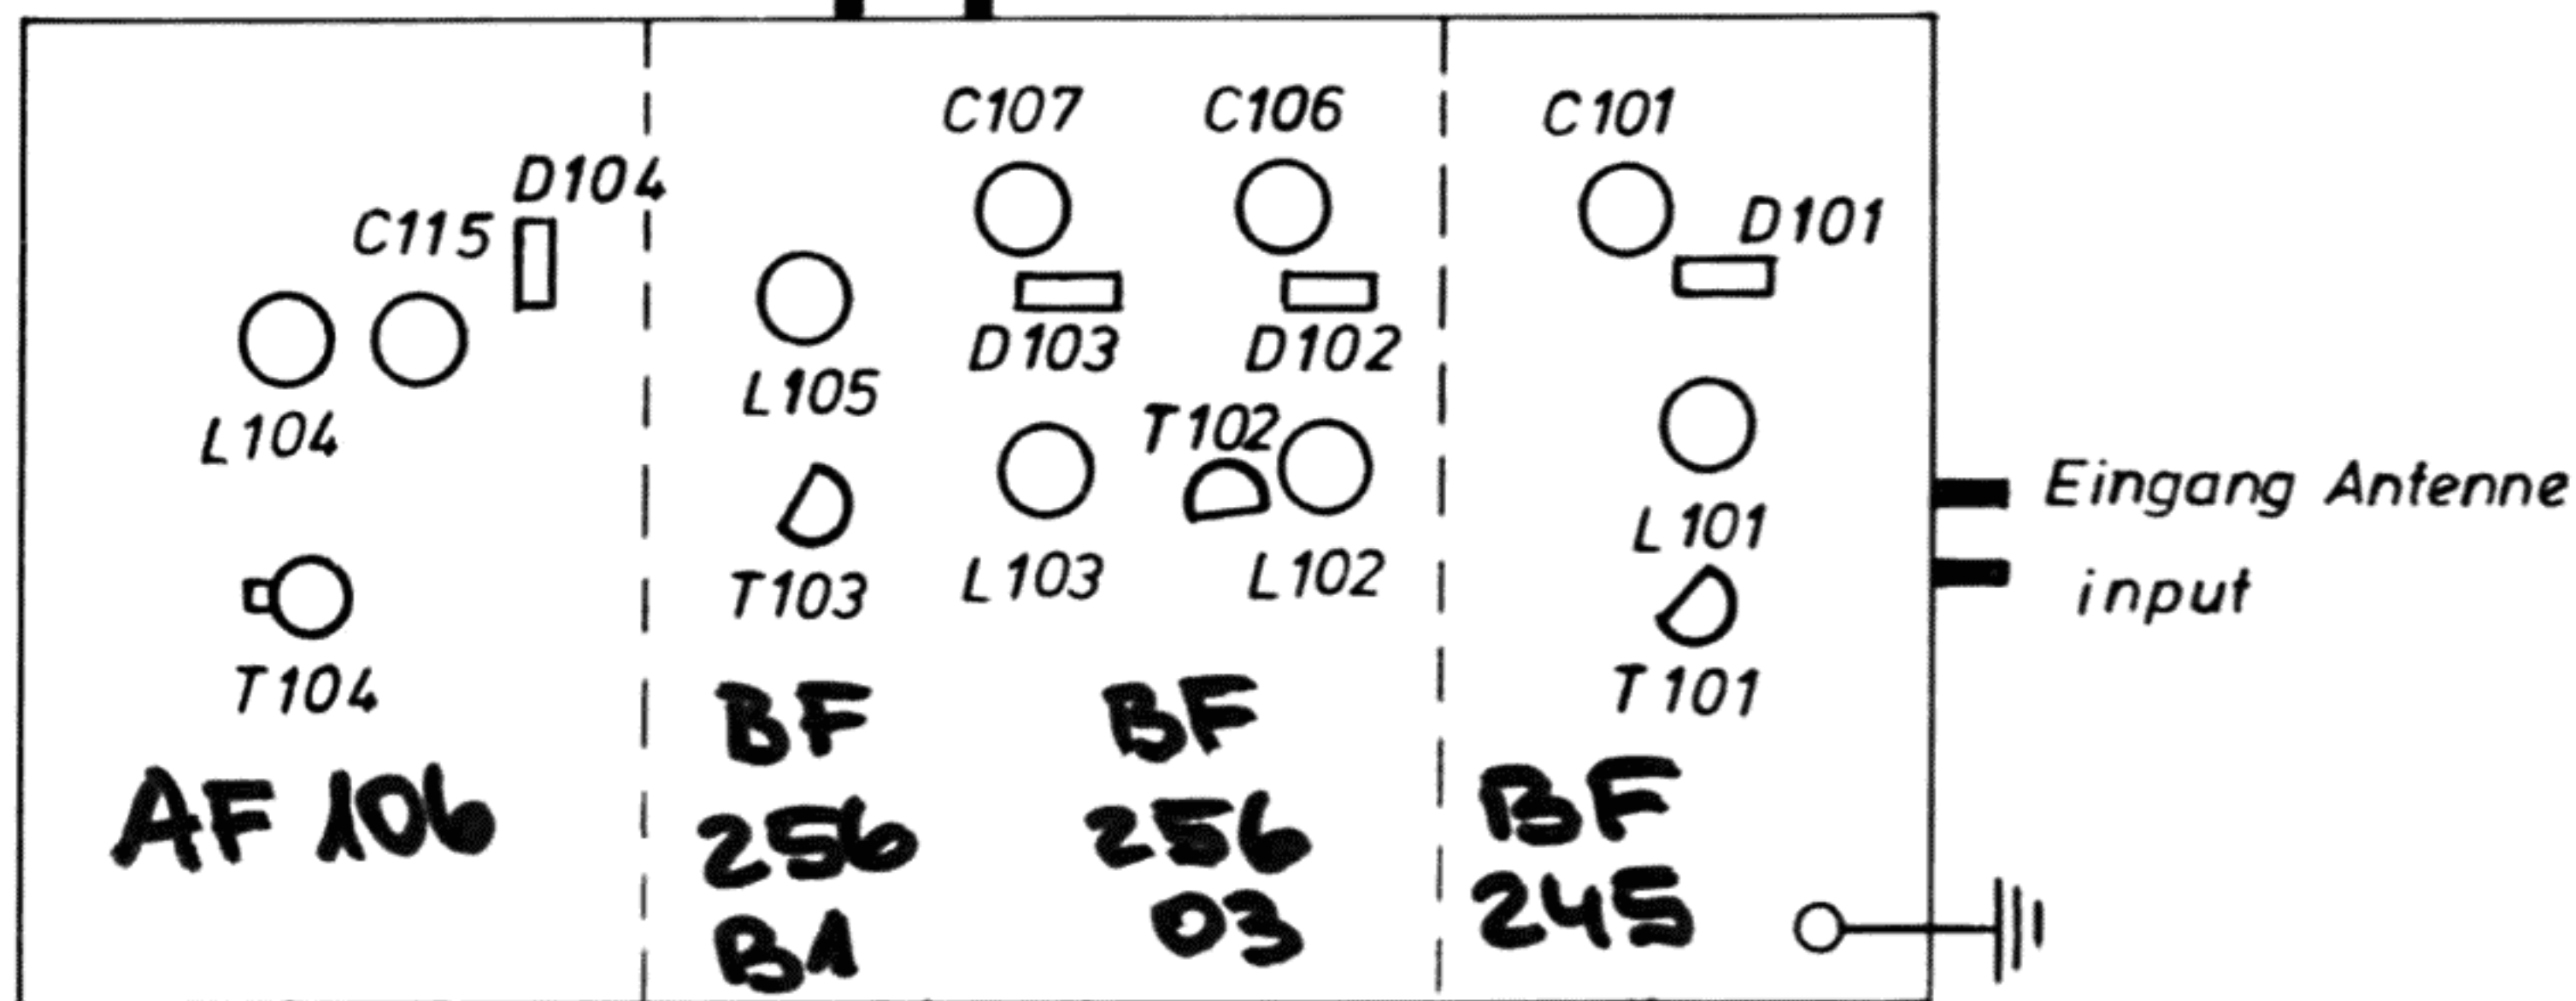 C107 C106 C101
D104
C115
D101
D103 D102
L105
T102
L104
Eingang Antenne
L101
L103 L102
T103
input
T104
T101
BF BF
AF 106
BF
256 256
245
B1 03